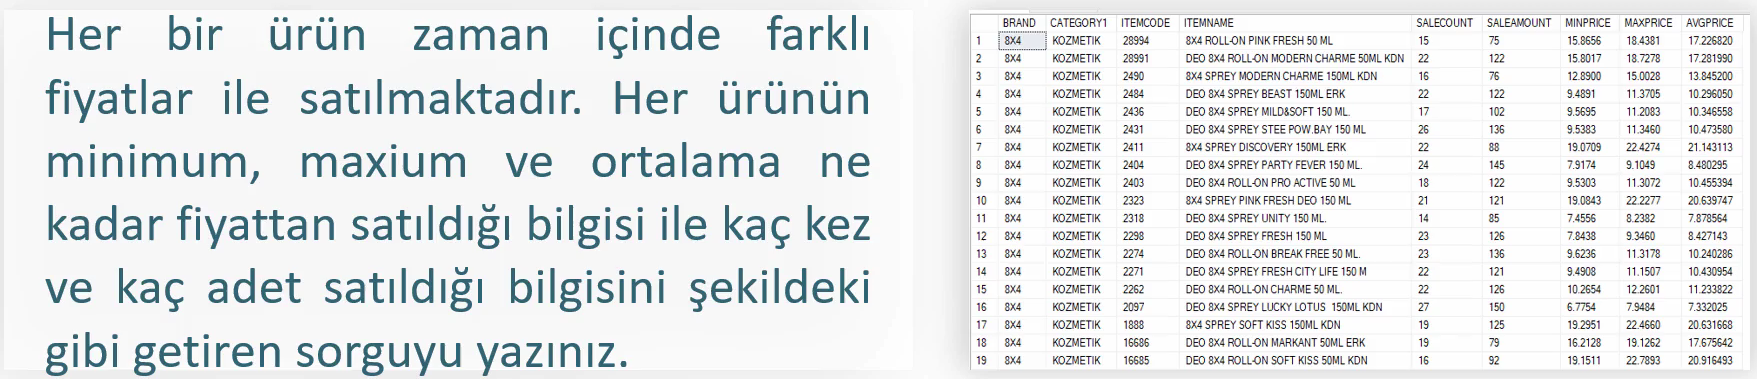 Her bir ürün zaman içinde farklı
fiyatlar ile satılmaktadır. Her ürünün
minimum, maxium ve ortalama ne
kadar fiyattan satıldığı bilgisi ile kaç kez
ve kaç adet satıldığı bilgisini şekildeki
gibi getiren sorguyu yazınız.
BRAND CATEGORY1 ITEMCODE ITEMNAME SALECOUNT SALEAMOUNT MINPRICE MAXPRICE AVGPRICE
1 8X4 KOZMETIK 28994 8X4 ROLL-ON PINK FRESH 50 ML 15 75 15.8656 18.4381 17.226820
2 8X4 KOZMETIK 28991 DEO 8X4 ROLL-ON MODERN CHARME 50ML KDN 22 122 15.8017 18.7278 17.281990
3 8X4 KOZMETIK 2490 8X4 SPREY MODERN CHARME 150ML KDN 16 76 12.8900 15.0028 13.845200
4 8X4 KOZMETIK 2484 DEO 8X4 SPREY BEAST 150ML ERK 22 122 9.4891 11.3705 10.296050
5 8X4 KOZMETIK 2436 DEO 8X4 SPREY MILD&SOFT 150 ML. 17 102 9.5695 11.2083 10.346558
6 8X4 KOZMETIK 2431 DEO 8X4 SPREY STEE POW.BAY 150 ML 26 136 9.5383 11.3460 10.473580
7 8X4 KOZMETIK 2411 8X4 SPREY DISCOVERY 150ML ERK 22 88 19.0709 22.4274 21.143113
8 8X4 KOZMETIK 2404 DEO 8X4 SPREY PARTY FEVER 150 ML. 24 145 7.9174 9.1049 8.480295
9 8X4 KOZMETIK 2403 DEO 8X4 ROLL-ON PRO ACTIVE 50 ML 18 122 9.5303 11.3072 10.455394
10 8X4 KOZMETIK 2323 8X4 SPREY PINK FRESH DEO 150 ML 21 121 19.0843 22.2277 20.639747
11 8X4 KOZMETIK 2318 DEO 8X4 SPREY UNITY 150 ML. 14 85 7.4556 8.2382 7.878564
12 8X4 KOZMETIK 2298 DEO 8X4 SPREY FRESH 150 ML 23 126 7.8438 9.3460 8.427143
13 8X4 KOZMETIK 2274 DEO 8X4 ROLL-ON BREAK FREE 50 ML. 23 136 9.6236 11.3178 10.240286
14 8X4 KOZMETIK 2271 DEO 8X4 SPREY FRESH CITY LIFE 150 M 22 121 9.4908 11.1507 10.430954
15 8X4 KOZMETIK 2262 DEO 8X4 ROLL-ON CHARME 50 ML. 22 126 10.2654 12.2601 11.233822
16 8X4 KOZMETIK 2097 DEO 8X4 SPREY LUCKY LOTUS 150ML KDN 27 150 6.7754 7.9484 7.332025
17 8X4 KOZMETIK 1888 8X4 SPREY SOFT KISS 150ML KDN 19 125 19.2951 22.4660 20.631668
18 8X4 KOZMETIK 16686 DEO 8X4 ROLL-ON MARKANT 50ML ERK 19 79 16.2128 19.1262 17.675642
19 8X4 KOZMETIK 16685 DEO 8X4 ROLL-ON SOFT KISS 50ML KDN 16 92 19.1511 22.7893 20.916493